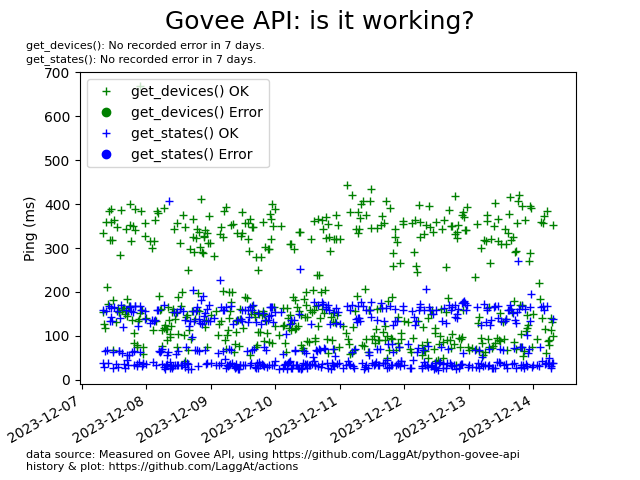 Govee API: is it working?
get_devices(): No recorded error in 7 days.
get_states(): No recorded error in 7 days.
700
600
500
400
300
200
100
0
Ping (ms)
get_devices() OK
get_devices() Error
get_states() OK
get_states() Error
2023-12-07
2023-12-08
2023-12-09
2023-12-10
2023-12-11
2023-12-12
2023-12-13
2023-12-14
data source: Measured on Govee API, using https://github.com/LaggAt/python-govee-api
history & plot: https://github.com/LaggAt/actions